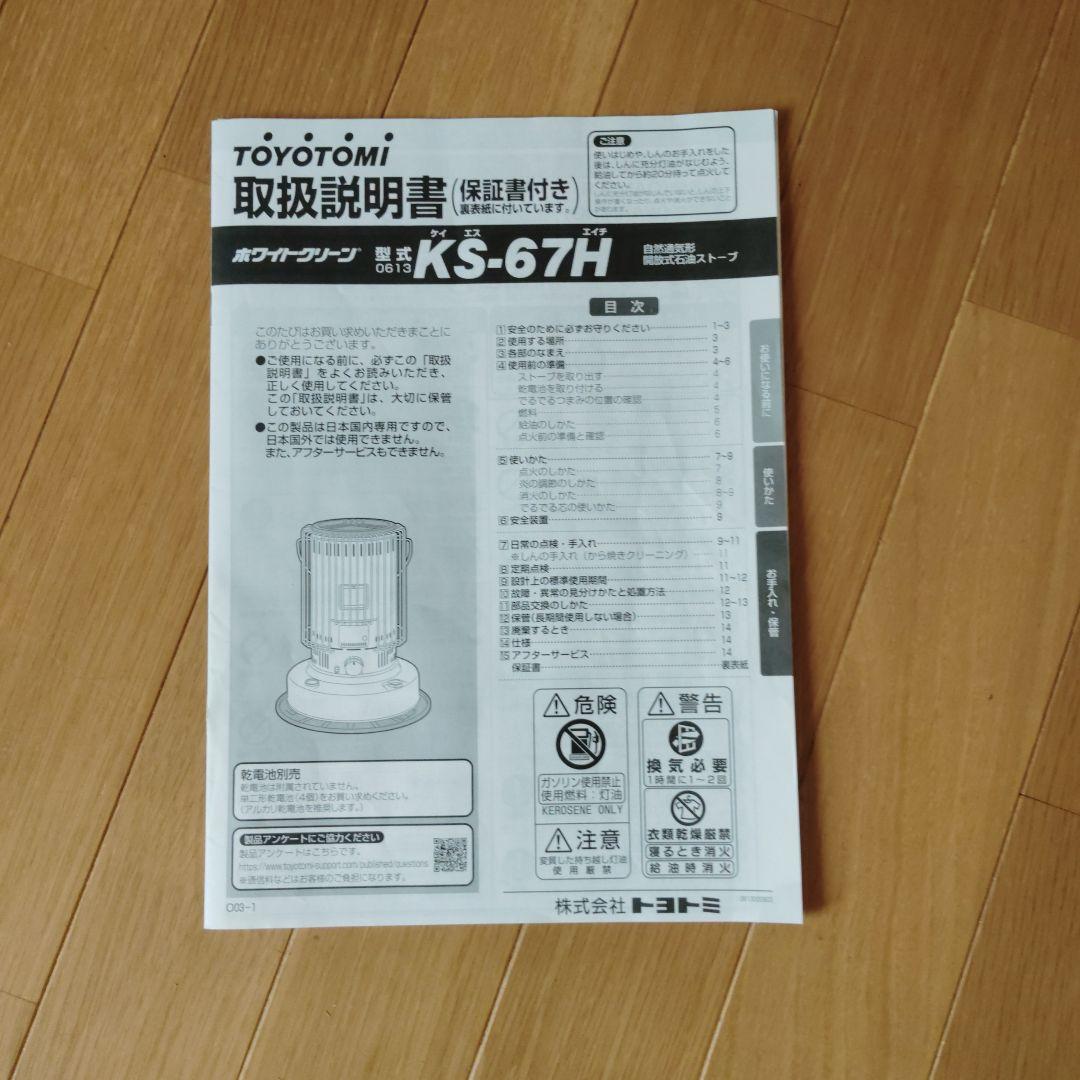 TOYOTOMI
取扱説明書(保証書付き
裏表紙に付いています。)
ご注意
使いはじめや、しんのお手入れをした
後は、しんに充分灯油がなじむよう、
給油してから約20分待って点火して
ください。
ホワイトクリーン
型式
0613
ケイ エス エイチ
KS-67H
自然通気形
開放式石油ストーブ
このたびはお買い求めいただきまことに
ありがとうございます。
●ご使用になる前に、必ずこの「取扱
説明書」をよくお読みいただき、
正しく使用してください。
この「取扱説明書」は、大切に保管
しておいてください。
●この製品は日本国内専用ですので、
日本国外では使用できません。
また、アフターサービスもできません。
目次
1 安全のために必ずお守りください 1~3
2 使用する場所 3
3 各部のなまえ 3
4 使用前の準備 4~6
ストーブを取り出す 4
乾電池を取り付ける 4
でるでるつまみの位置の確認 4
燃料 5
給油のしかた 6
点火前の準備と確認 6
5 使いかた 7~9
点火のしかた 7
炎の調節のしかた 8
消火のしかた 8~9
でるでる芯の使いかた 9
6 安全装置 9
7 日常の点検・手入れ 9~11
※しんの手入れ(から焼きクリーニング) 11
8 定期点検 11
9 設計上の標準使用期間 11~12
10 故障・異常の見分けかたと処置方法 12
11 部品交換のしかた 12~13
12 保管(長期間使用しない場合) 13
13 廃棄するとき 14
14 仕様 14
15 アフターサービス 14
保証書 裏表紙
お使いになる前に
使いかた
お手入れ・保管
乾電池別売
乾電池は附属されていません。
単二形乾電池(4個)をお買い求めください。
(アルカリ乾電池を推奨します。)
製品アンケートにご協力ください
製品アンケートはこちらです。
https://www.toyotomi-support.com/published/questions
※通信料などはお客様のご負担になります。
危険
ガソリン使用禁止
使用燃料：灯油
KEROSENE ONLY
注意
変質した持ち越し灯油
使用厳禁
警告
換気必要
1時間に1~2回
衣類乾燥厳禁
寝るとき消火
給油時消火
O03-1
株式会社 トヨトミ